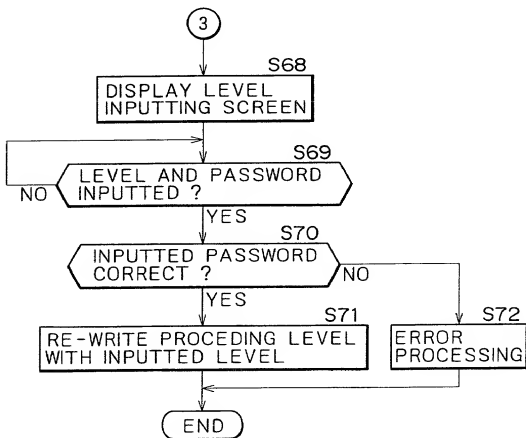 3
S68
DISPLAY LEVEL
INPUTTING SCREEN
S69
LEVEL AND PASSWORD
INPUTTED ?
NO
YES
S70
INPUTTED PASSWORD
CORRECT ?
NO
YES
S71
RE-WRITE PROCEDING LEVEL
WITH INPUTTED LEVEL
S72
ERROR
PROCESSING
END